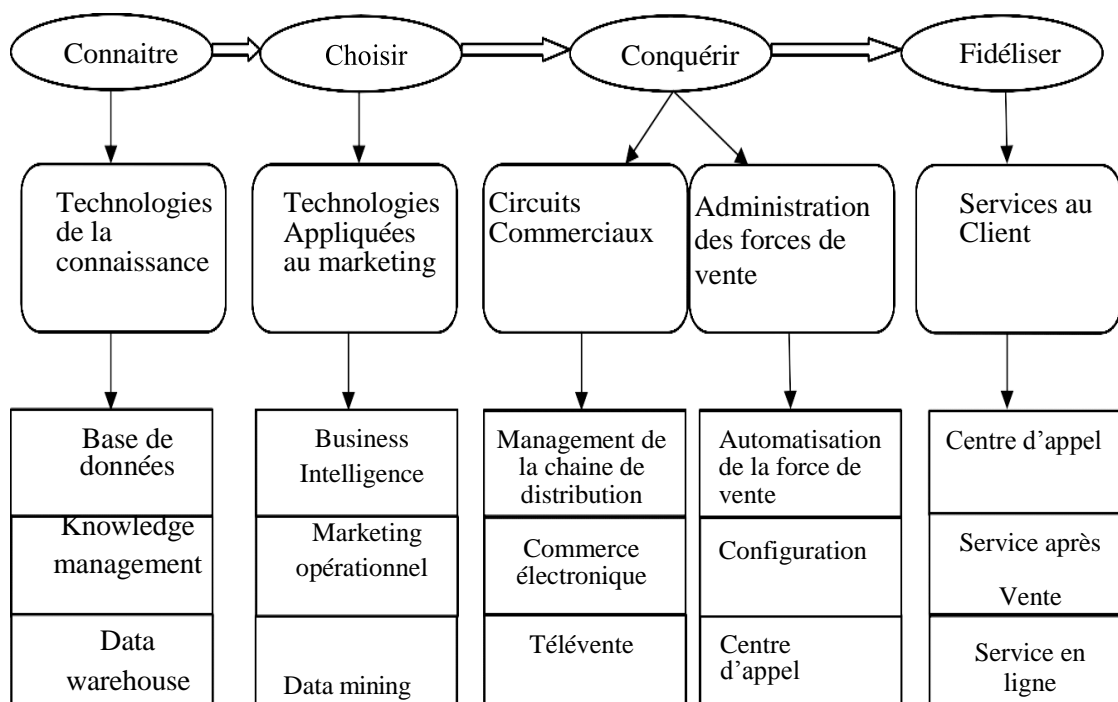 Connaitre
Choisir
Conquérir
Fidéliser
Technologies
de la
connaissance
Technologies
Appliquées
au marketing
Circuits
Commerciaux
Administration
des forces de
vente
Services au
Client
Base de
données
Business
Intelligence
Management de
la chaine de
distribution
Automatisation
de la force de
vente
Centre d’appel
Knowledge
management
Marketing
opérationnel
Commerce
électronique
Configuration
Service après
Vente
Data
warehouse
Data mining
Télévente
Centre
d’appel
Service en
ligne